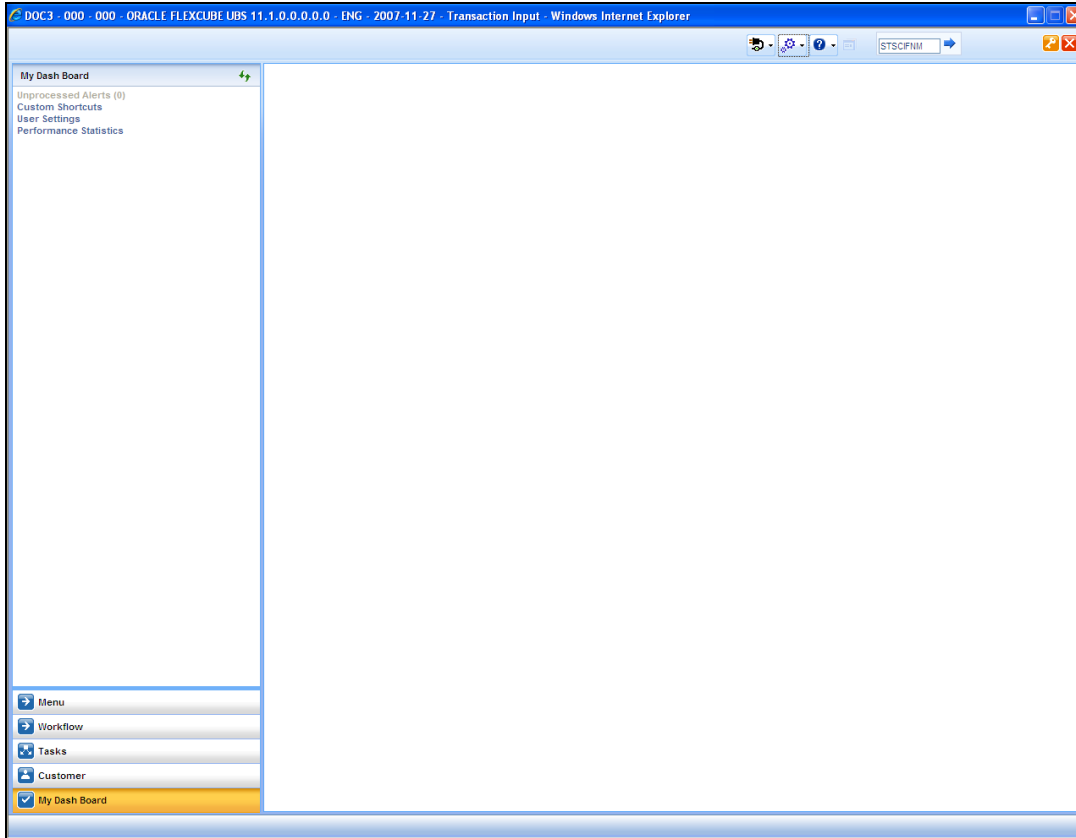 DOC3 - 000 - 000 - ORACLE FLEXCUBE UBS 11.1.0.0.0.0.0 - ENG - 2007-11-27 - Transaction Input - Windows Internet Explorer
STSCIFNM
My Dash Board
Unprocessed Alerts (0)
Custom Shortcuts
User Settings
Performance Statistics
Menu
Workflow
Tasks
Customer
My Dash Board